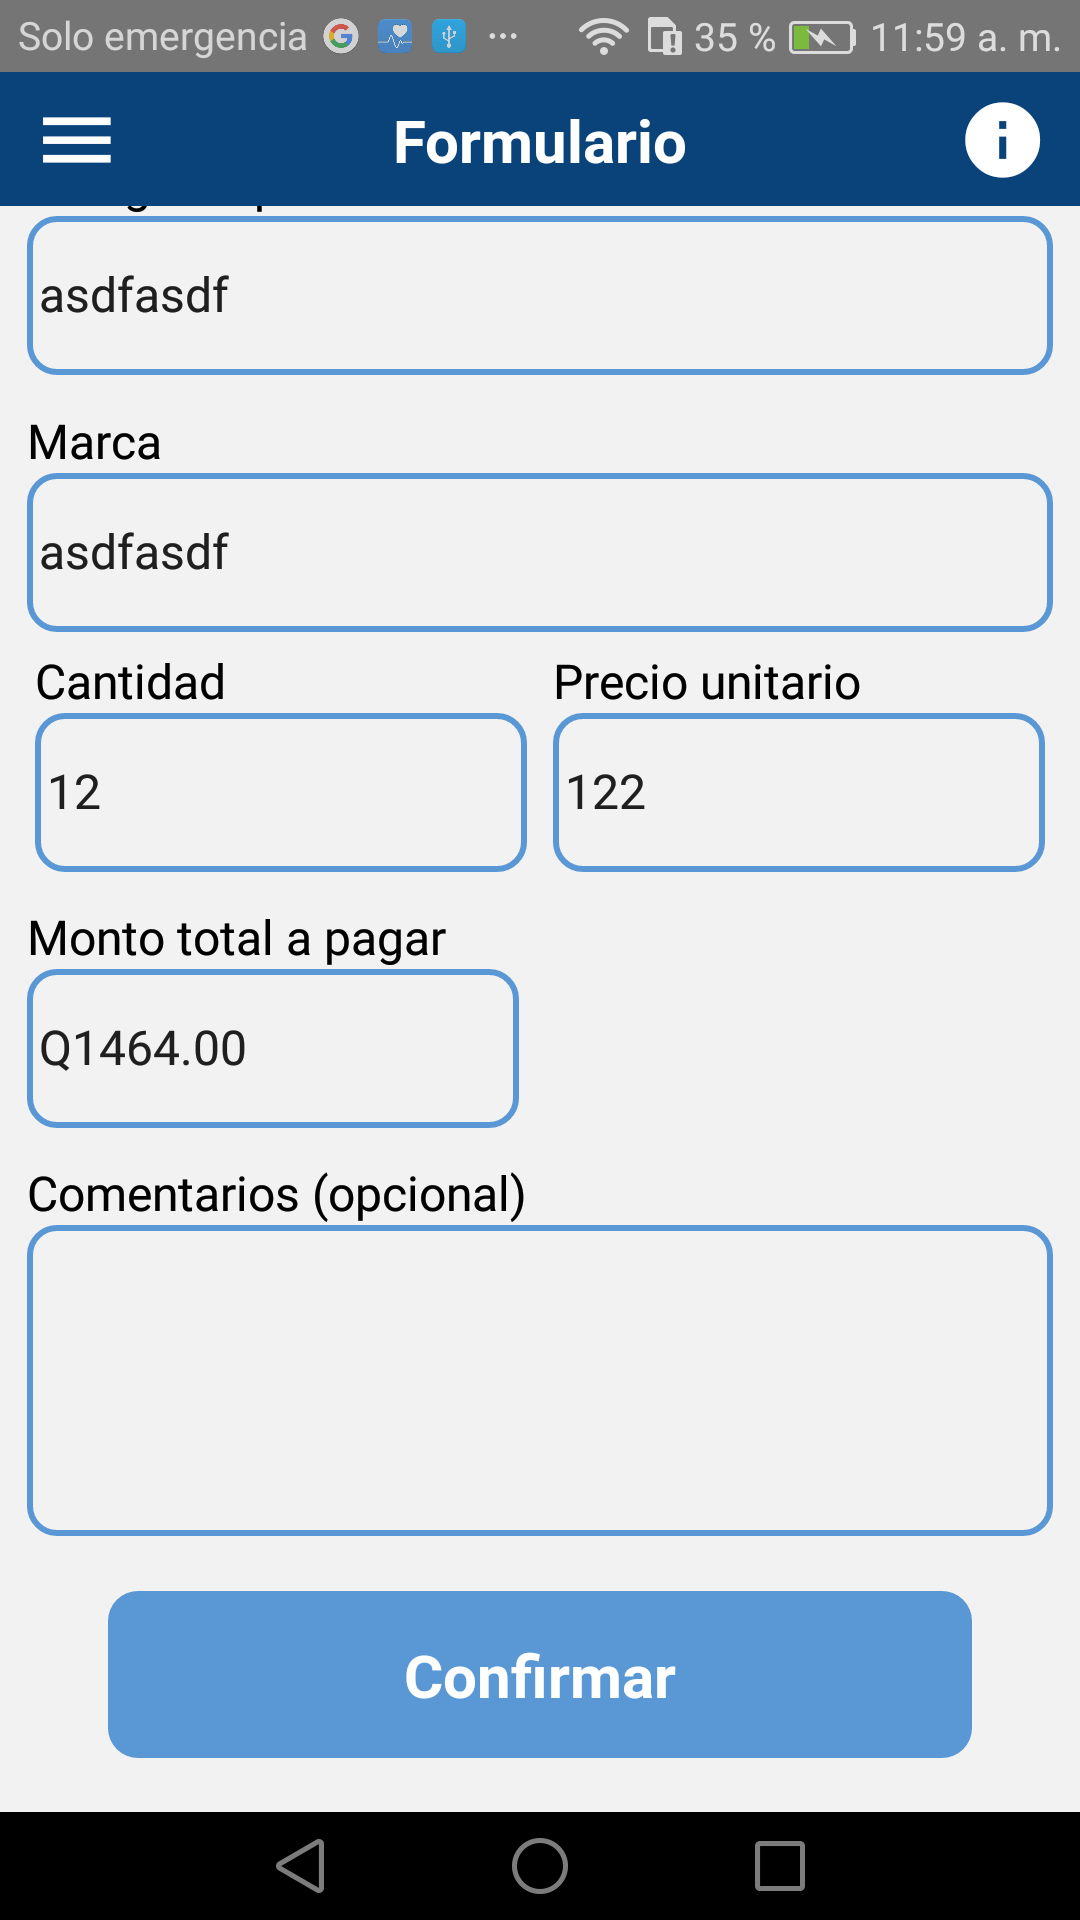 Solo emergencia 35 % 11:59 a. m.
Formulario
asdfasdf
Marca
asdfasdf
Cantidad Precio unitario
12 122
Monto total a pagar
Q1464.00
Comentarios (opcional)
Confirmar